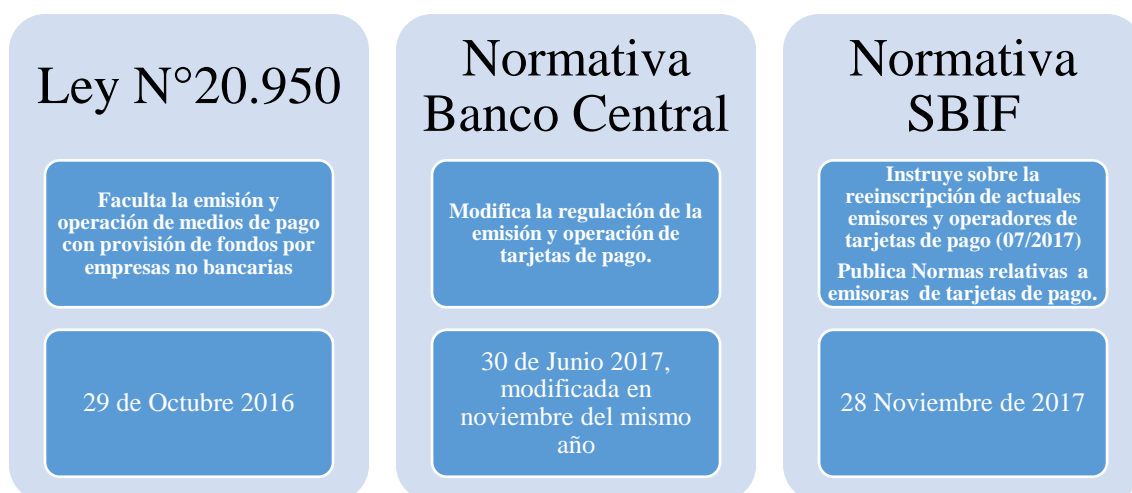 Ley N°20.950
Faculta la emisión y
operación de medios de pago
con provisión de fondos por
empresas no bancarias
29 de Octubre 2016
Normativa
Banco Central
Modifica la regulación de la
emisión y operación de
tarjetas de pago.
30 de Junio 2017,
modificada en
noviembre del mismo
año
Normativa
SBIF
Instruye sobre la
reeinscripción de actuales
emisores y operadores de
tarjetas de pago (07/2017)
Publica Normas relativas a
emisoras de tarjetas de pago.
28 Noviembre de 2017